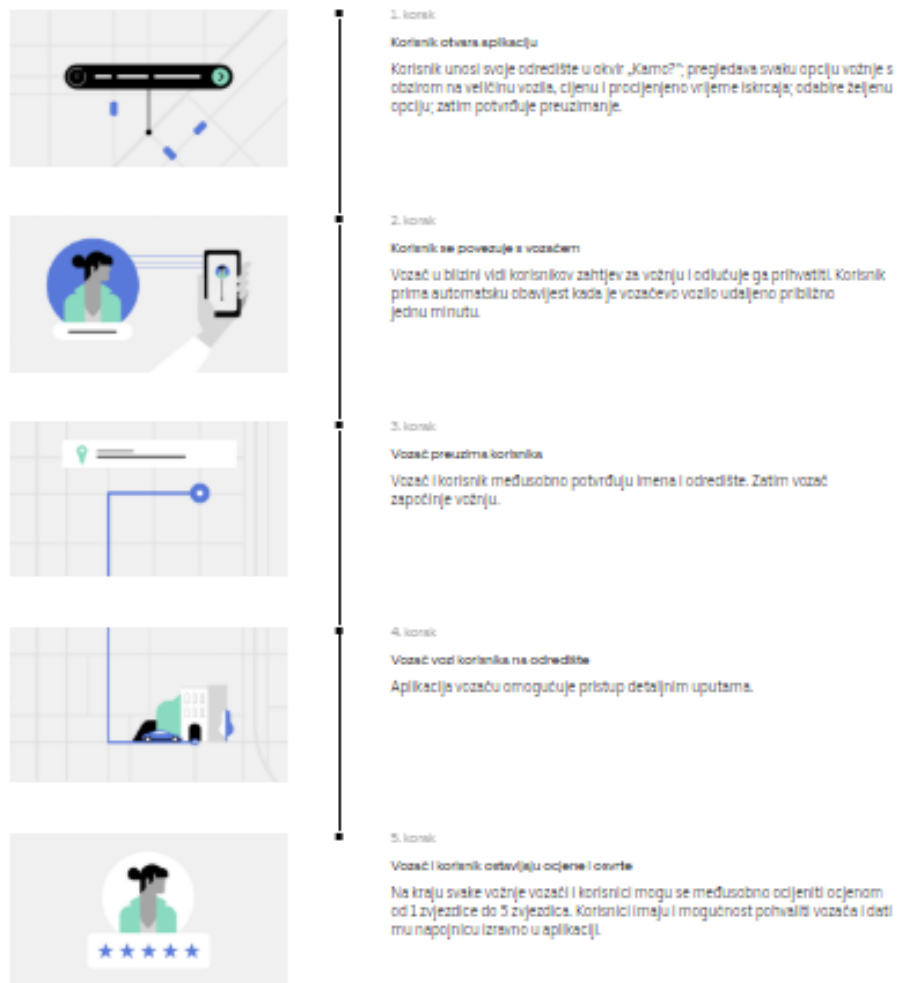 1. korak
Korisnik otvara aplikaciju
Korisnik unosi svoje odredište u okvir „Kamo?”; pregledava svaku opciju vožnje s
obzirom na veličinu vozila, cijenu i procijenjeno vrijeme iskrcaja; odabire željenu
opciju; zatim potvrđuje preuzimanje.
2. korak
Korisnik se povezuje s vozačem
Vozač u blizini vidi korisnikov zahtjev za vožnju i odlučuje ga prihvatiti. Korisnik
prima automatsku obavijest kada je vozačevo vozilo udaljeno približno
jednu minutu.
3. korak
Vozač preuzima korisnika
Vozač i korisnik međusobno potvrđuju imena i odredište. Zatim vozač
započinje vožnju.
4. korak
Vozač vozi korisnika na odredište
Aplikacija vozaču omogućuje pristup detaljnim uputama.
5. korak
Vozač i korisnik ostavljaju ocjene i osvrte
Na kraju svake vožnje vozači i korisnici mogu se međusobno ocijeniti ocjenom
od 1 zvjezdice do 5 zvjezdica. Korisnici imaju i mogućnost pohvaliti vozača i dati
mu napojnicu izravno u aplikaciji.